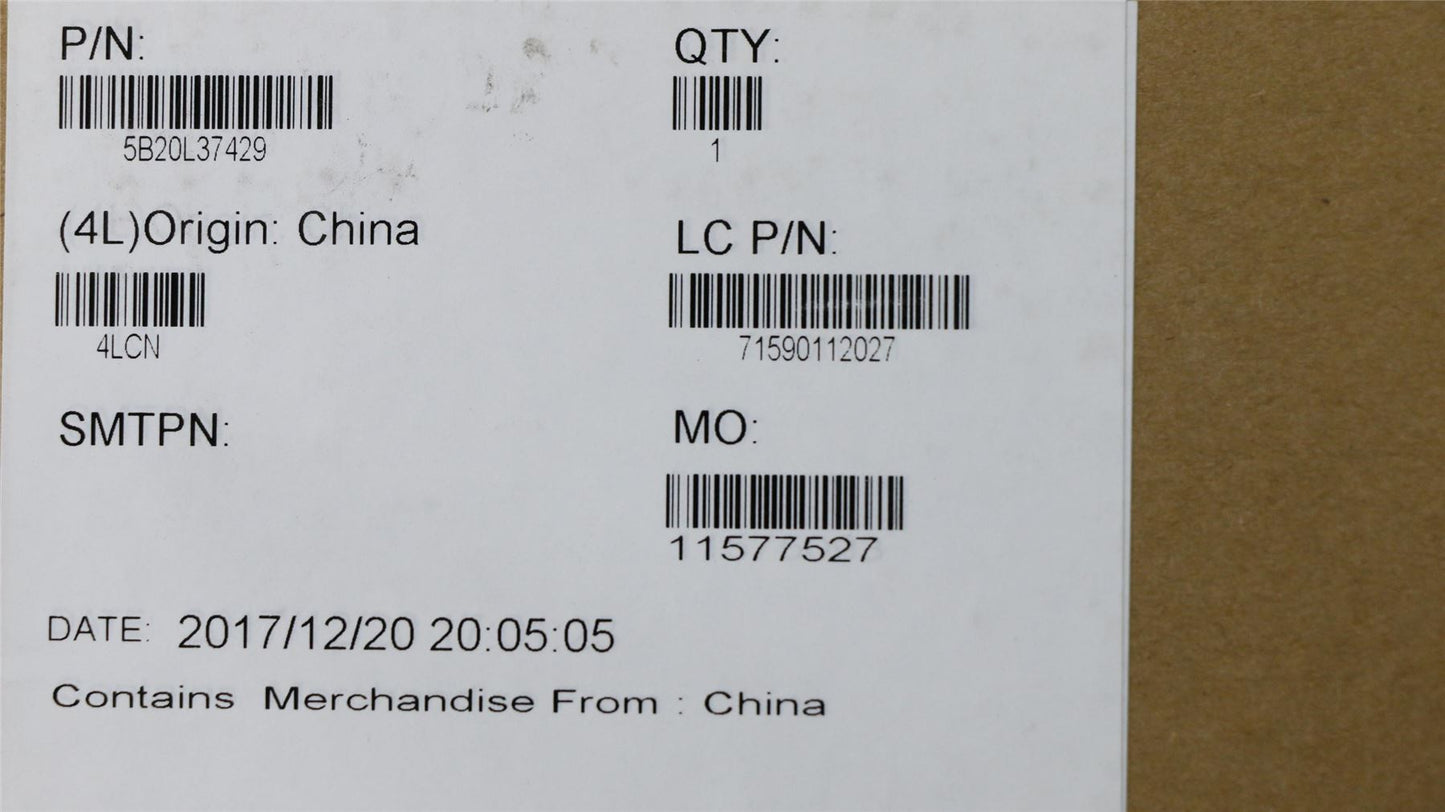 P/N:
5B20L37429
QTY:
1
(4L)Origin: China
4LCN
LC P/N:
71590112027
SMTPN:
MO:
11577527
DATE: 2017/12/20 20:05:05
Contains Merchandise From : China